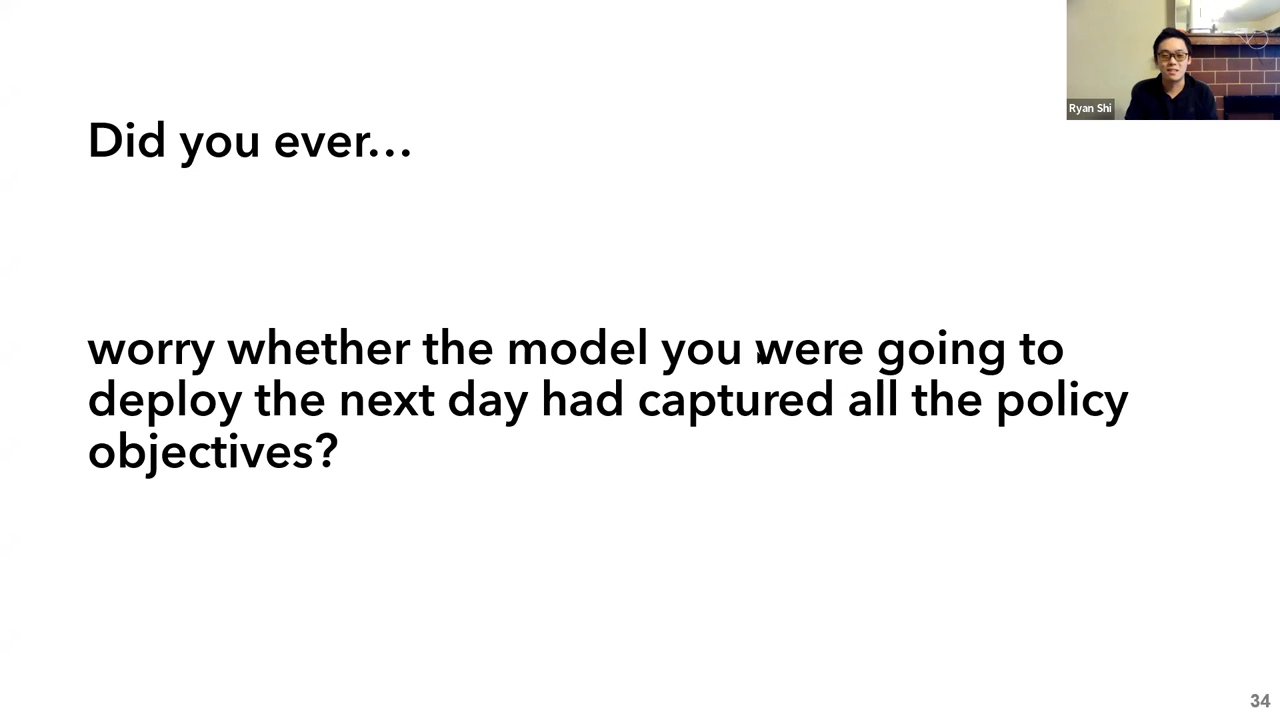 Ryan Shi
Did you ever...
worry whether the model you were going to
deploy the next day had captured all the policy
objectives?
34